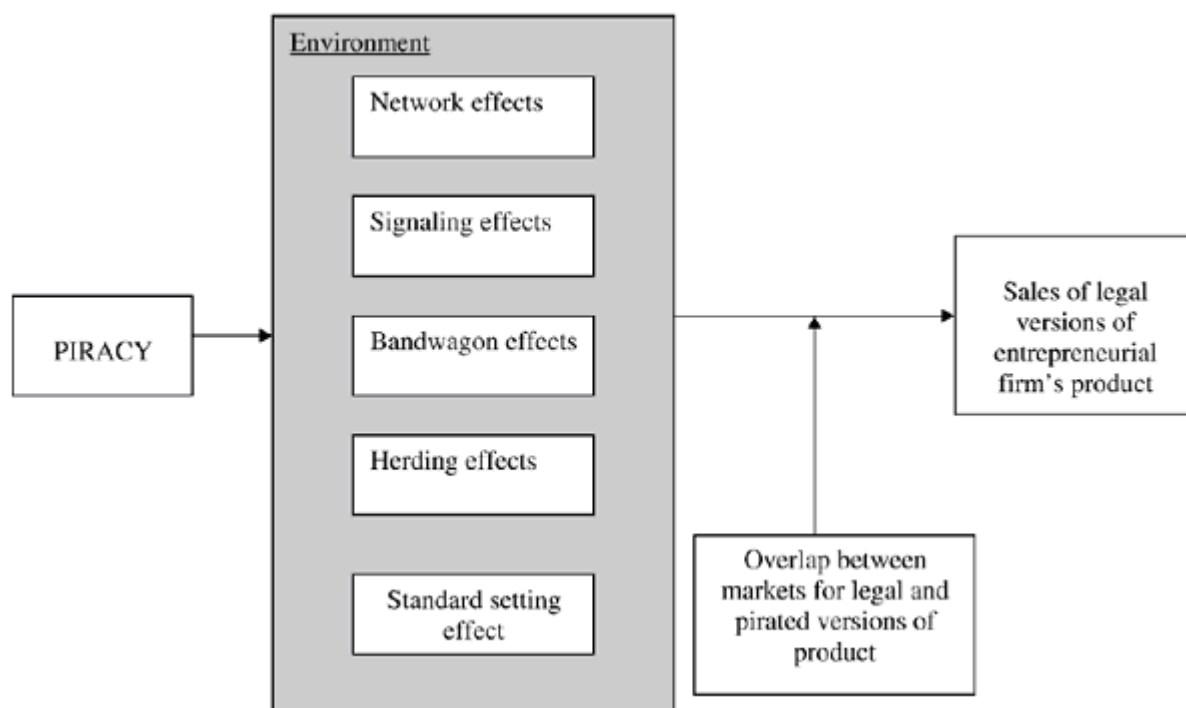 Environment
Network effects
Signaling effects
Bandwagon effects
Herding effects
Standard setting
effect
PIRACY
Sales of legal
versions of
entrepreneurial
firm's product
Overlap between
markets for legal and
pirated versions of
product